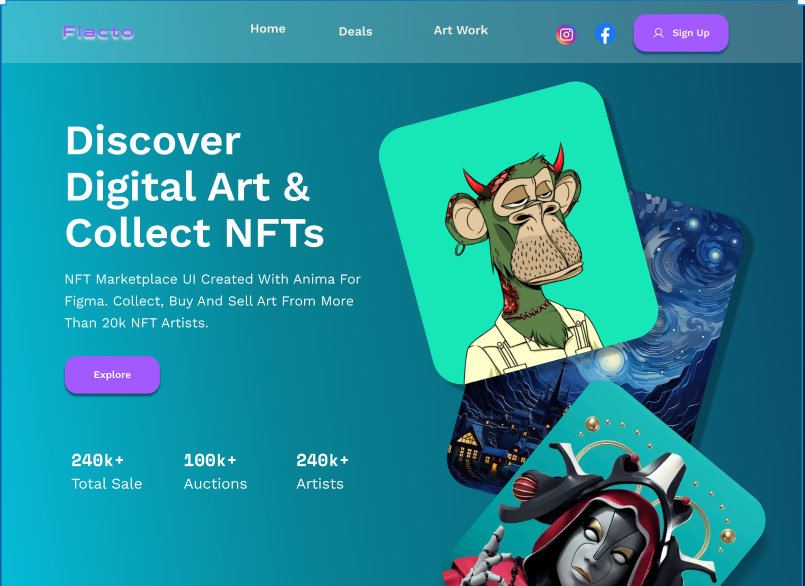 Flacto
Home
Deals
Art Work
Sign Up
Discover
Digital Art &
Collect NFTs
NFT Marketplace UI Created With Anima For
Figma. Collect, Buy And Sell Art From More
Than 20k NFT Artists.
Explore
240k+
100k+
240k+
Total Sale
Auctions
Artists